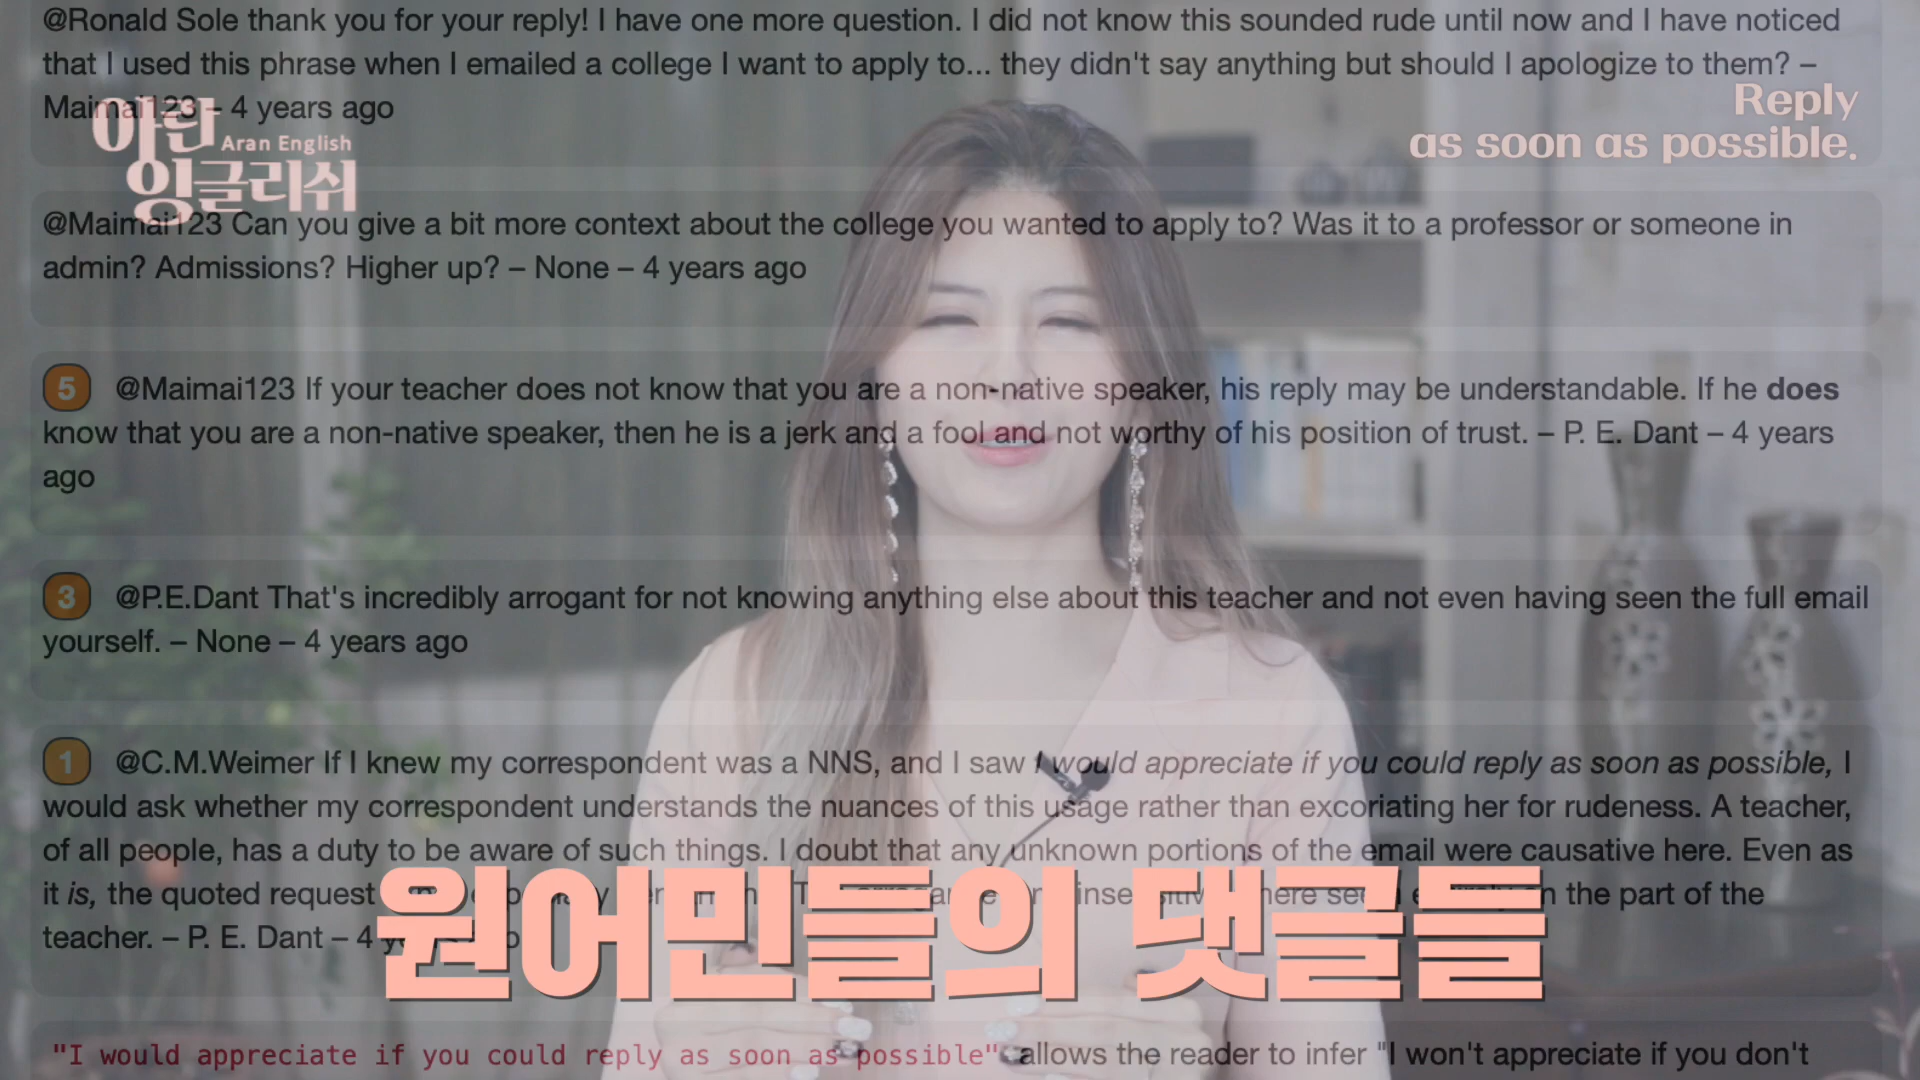 @Ronald Sole thank you for your reply! I have one more question. I did not know this sounded rude until now and I have noticed
that I used this phrase when I emailed a college I want to apply to... they didn't say anything but should I apologize to them? –
Maimai123 – 4 years ago
아란
Aran English
잉글리쉬
Reply
as soon as possible.
@Maimai123 Can you give a bit more context about the college you wanted to apply to? Was it to a professor or someone in
admin? Admissions? Higher up? – None – 4 years ago
5 @Maimai123 If your teacher does not know that you are a non-native speaker, his reply may be understandable. If he does
know that you are a non-native speaker, then he is a jerk and a fool and not worthy of his position of trust. – P. E. Dant – 4 years
ago
3 @P.E.Dant That's incredibly arrogant for not knowing anything else about this teacher and not even having seen the full email
yourself. – None – 4 years ago
1 @C.M.Weimer If I knew my correspondent was a NNS, and I saw I would appreciate if you could reply as soon as possible, I
would ask whether my correspondent understands the nuances of this usage rather than excoriating her for rudeness. A teacher,
of all people, has a duty to be aware of such things. I doubt that any unknown portions of the email were causative here. Even as
it is, the quoted request on the part of the
teacher. – P. E. Dant – 4
원어민들의 댓글들
"I would appreciate if you could reply as soon as possible" allows the reader to infer "I won't appreciate if you don't